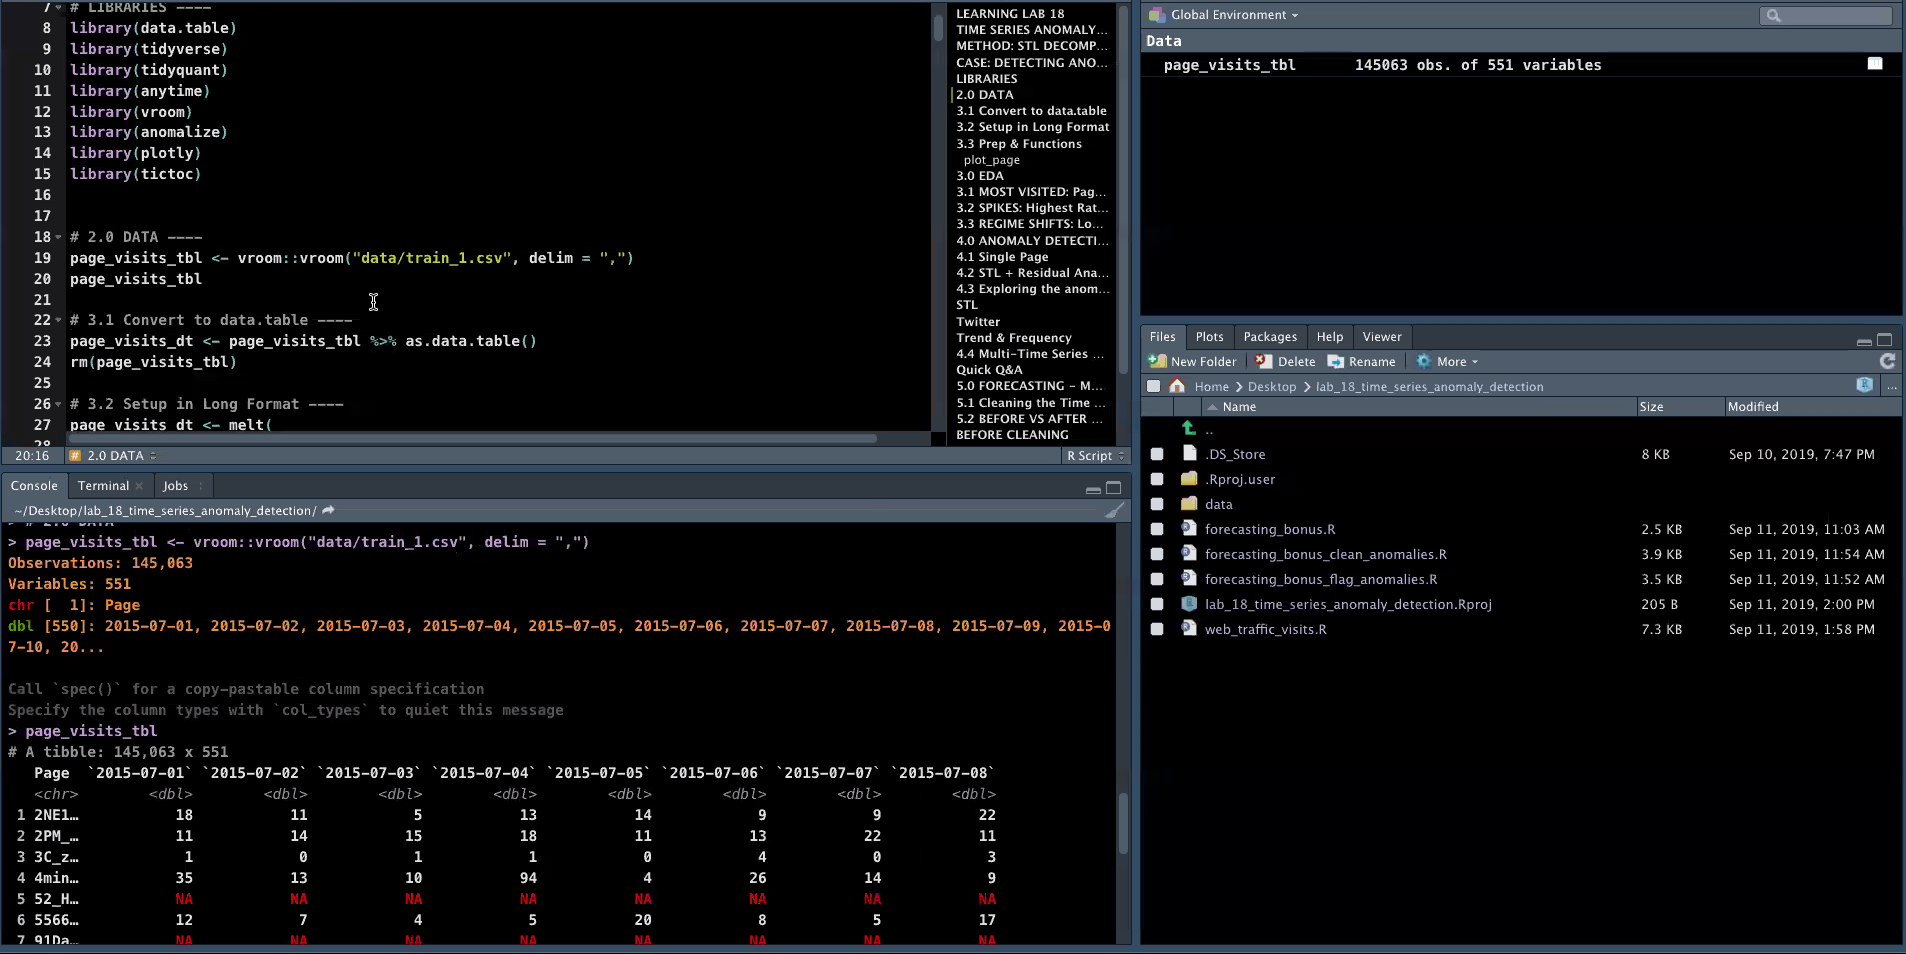 7 # LIBRARIES ----
8 library(data.table)
9 library(tidyverse)
10 library(tidyquant)
11 library(anytime)
12 library(vroom)
13 library(anomalize)
14 library(plotly)
15 library(tictoc)
16
17
18 # 2.0 DATA ----
19 page_visits_tbl <- vroom::vroom("data/train_1.csv", delim = ",")
20 page_visits_tbl
21
22 # 3.1 Convert to data.table ----
23 page_visits_dt <- page_visits_tbl %>% as.data.table()
24 rm(page_visits_tbl)
25
26 # 3.2 Setup in Long Format ----
27 page_visits_dt <- melt(
28
20:16 # 2.0 DATA
R Script
LEARNING LAB 18
TIME SERIES ANOMALY...
METHOD: STL DECOMP...
CASE: DETECTING ANO...
LIBRARIES
2.0 DATA
3.1 Convert to data.table
3.2 Setup in Long Format
3.3 Prep & Functions
plot_page
3.0 EDA
3.1 MOST VISITED: Pag...
3.2 SPIKES: Highest Rat...
3.3 REGIME SHIFTS: Lo...
4.0 ANOMALY DETECTI...
4.1 Single Page
4.2 STL + Residual Ana...
4.3 Exploring the anom...
STL
Twitter
Trend & Frequency
4.4 Multi-Time Series ...
Quick Q&A
5.0 FORECASTING - M...
5.1 Cleaning the Time ...
5.2 BEFORE VS AFTER ...
BEFORE CLEANING
Console Terminal Jobs
~/Desktop/lab_18_time_series_anomaly_detection/
> # 2.0 DATA
> page_visits_tbl <- vroom::vroom("data/train_1.csv", delim = ",")
Observations: 145,063
Variables: 551
chr [  1]: Page
dbl [550]: 2015-07-01, 2015-07-02, 2015-07-03, 2015-07-04, 2015-07-05, 2015-07-06, 2015-07-07, 2015-07-08, 2015-07-09, 2015-0
7-10, 20...
Call `spec()` for a copy-pastable column specification
Specify the column types with `col_types` to quiet this message
> page_visits_tbl
# A tibble: 145,063 x 551
Page `2015-07-01` `2015-07-02` `2015-07-03` `2015-07-04` `2015-07-05` `2015-07-06` `2015-07-07` `2015-07-08`
<chr> <dbl> <dbl> <dbl> <dbl> <dbl> <dbl> <dbl> <dbl>
1 2NE1… 18 11 5 13 14 9 9 22
2 2PM_… 11 14 15 18 11 13 22 11
3 3C_z… 1 0 1 1 0 4 0 3
4 4min… 35 13 10 94 4 26 14 9
5 52_H… NA NA NA NA NA NA NA NA
6 5566… 12 7 4 5 20 8 5 17
7 91Da… NA NA NA NA NA NA NA NA
Global Environment
Data
page_visits_tbl 145063 obs. of 551 variables
Files Plots Packages Help Viewer
New Folder Delete Rename More
Home > Desktop > lab_18_time_series_anomaly_detection ...
Name Size Modified
..
.DS_Store 8 KB Sep 10, 2019, 7:47 PM
.Rproj.user
data
forecasting_bonus.R 2.5 KB Sep 11, 2019, 11:03 AM
forecasting_bonus_clean_anomalies.R 3.9 KB Sep 11, 2019, 11:54 AM
forecasting_bonus_flag_anomalies.R 3.5 KB Sep 11, 2019, 11:52 AM
lab_18_time_series_anomaly_detection.Rproj 205 B Sep 11, 2019, 2:00 PM
web_traffic_visits.R 7.3 KB Sep 11, 2019, 1:58 PM